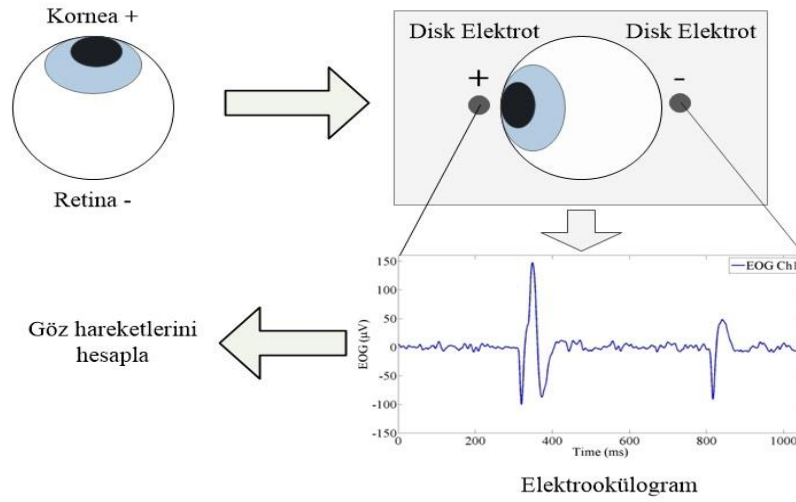 Kornea +
Retina -
Disk Elektrot Disk Elektrot
+ -
EOG Ch1
150
100
50
0
-50
-100
-150
EOG (µV)
0 200 400 600 800 1000
Time (ms)
Elektrookülogram
Göz hareketlerini
hesapla